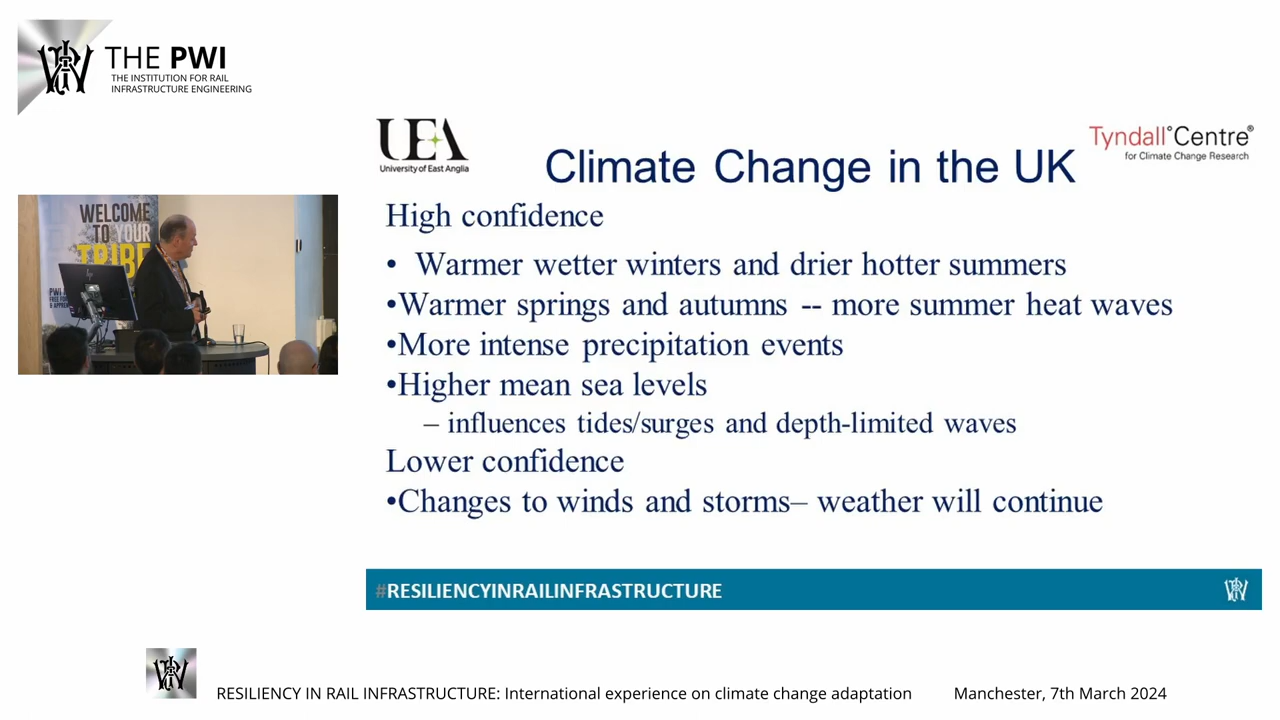 THE PWI
THE INSTITUTION FOR RAIL
INFRASTRUCTURE ENGINEERING
UEA
University of East Anglia
Tyndall°Centre®
for Climate Change Research
Climate Change in the UK
WELCOME
TO YOUR
TRIBE
High confidence
• Warmer wetter winters and drier hotter summers
•Warmer springs and autumns -- more summer heat waves
•More intense precipitation events
•Higher mean sea levels
– influences tides/surges and depth-limited waves
Lower confidence
•Changes to winds and storms– weather will continue
#RESILIENCYINRAILINFRASTRUCTURE
RESILIENCY IN RAIL INFRASTRUCTURE: International experience on climate change adaptation
Manchester, 7th March 2024